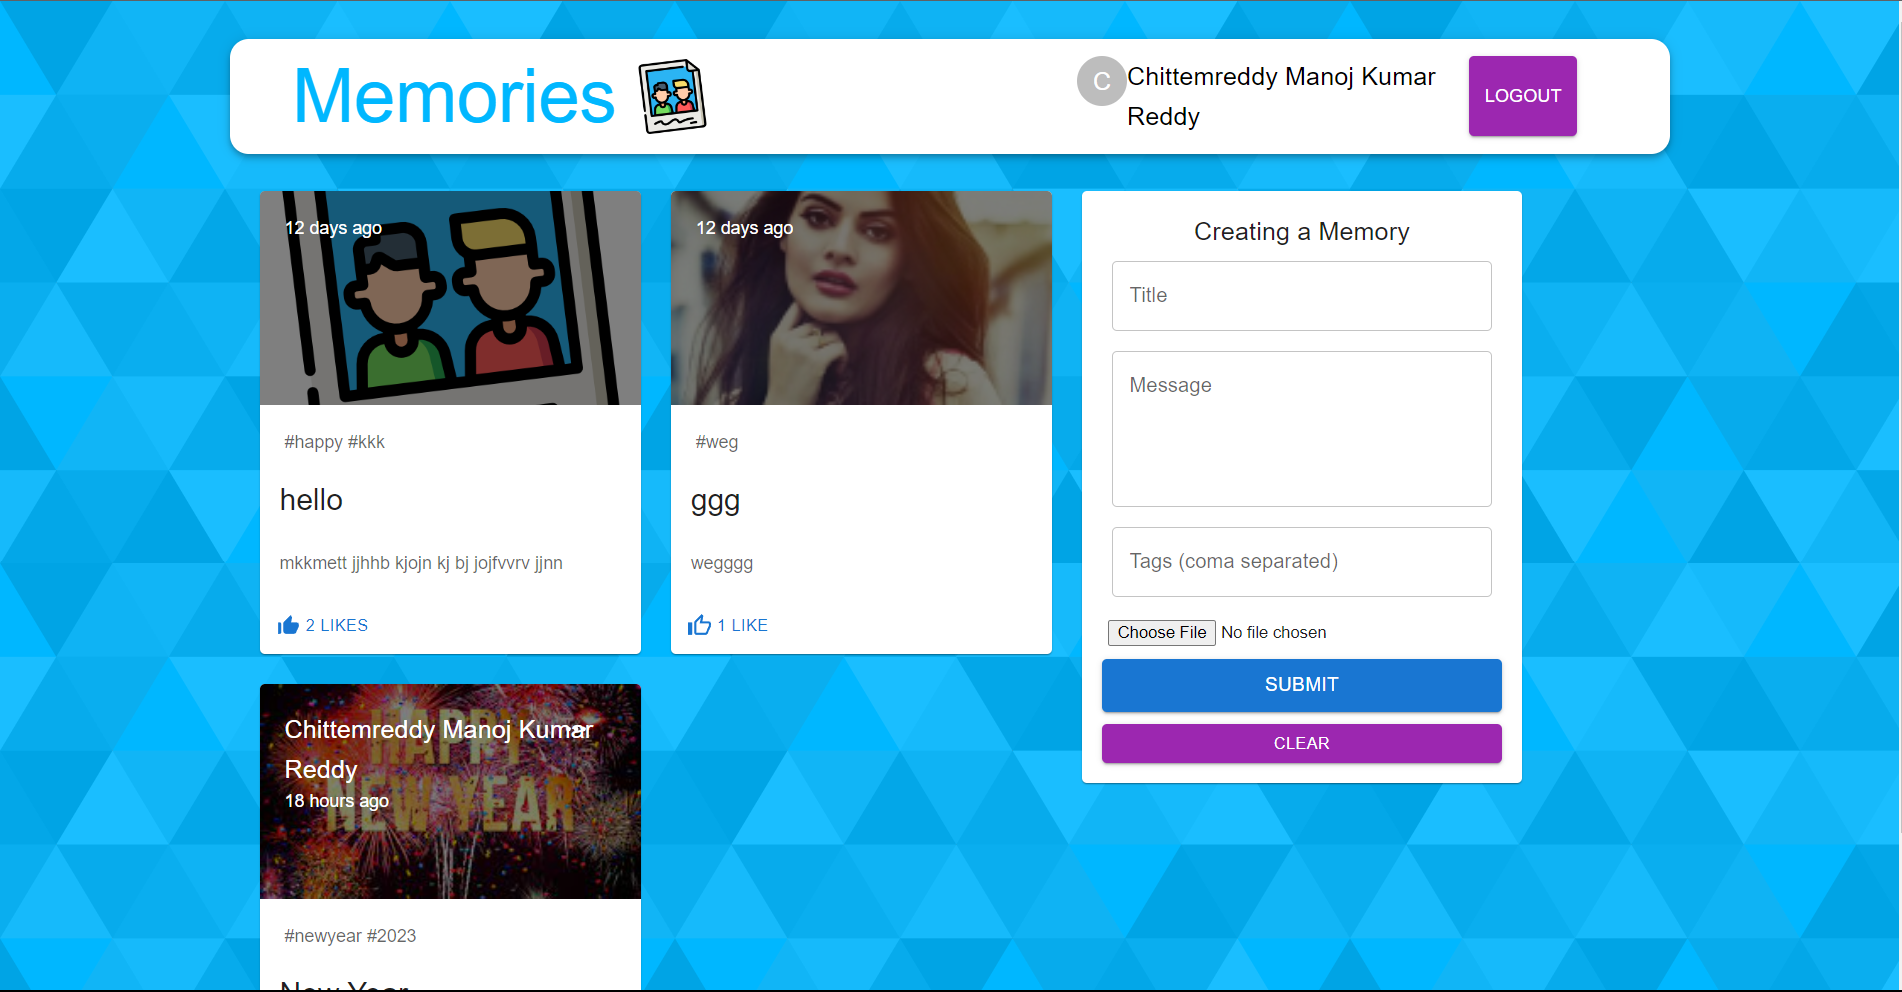 Memories
C
Chittemreddy Manoj Kumar
Reddy
LOGOUT
12 days ago
#happy #kkk
hello
mkkmett jjhhb kjojn kj bj jojfvvrv jjnn
2 LIKES
12 days ago
#weg
ggg
wegggg
1 LIKE
Creating a Memory
Title
Message
Tags (coma separated)
Choose File No file chosen
SUBMIT
CLEAR
Chittemreddy Manoj Kumar
Reddy
18 hours ago
HAPPY
NEW YEAR
#newyear #2023
New Year